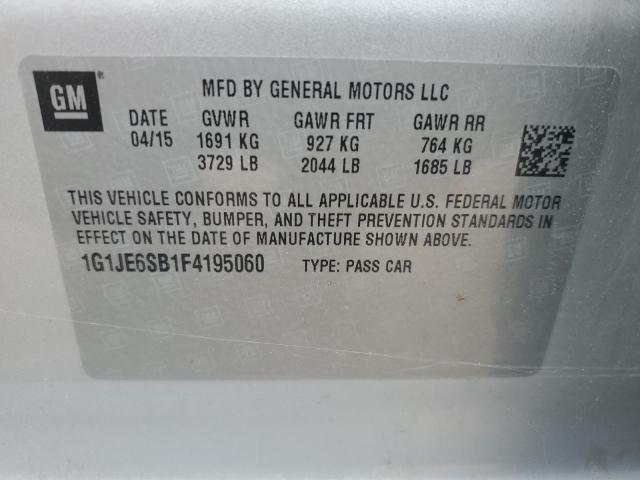 GM ® MFD BY GENERAL MOTORS LLC
DATE GVWR GAWR FRT GAWR RR
04/15 1691 KG 927 KG 764 KG
3729 LB 2044 LB 1685 LB
THIS VEHICLE CONFORMS TO ALL APPLICABLE U.S. FEDERAL MOTOR
VEHICLE SAFETY, BUMPER, AND THEFT PREVENTION STANDARDS IN
EFFECT ON THE DATE OF MANUFACTURE SHOWN ABOVE.
1G1JE6SB1F4195060 TYPE: PASS CAR